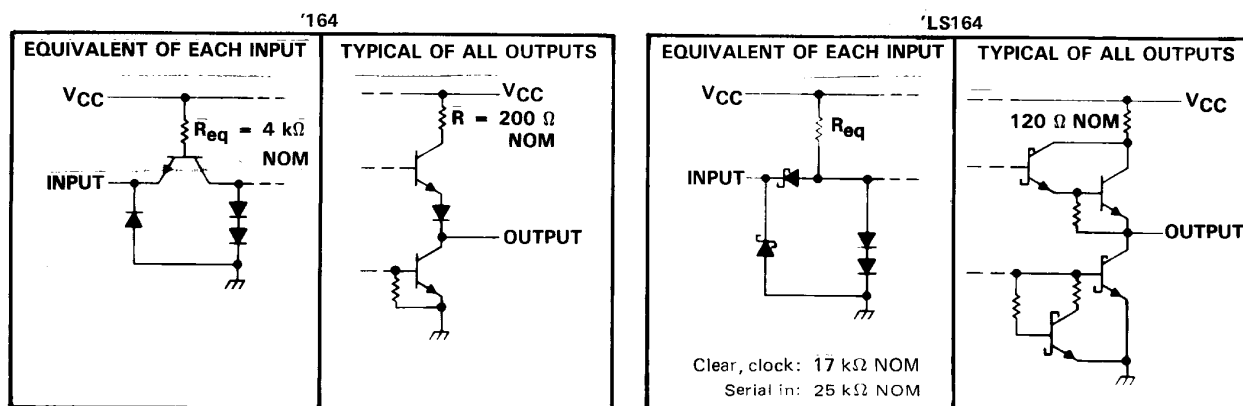 '164
EQUIVALENT OF EACH INPUT
VCC
Req = 4 kΩ
NOM
INPUT
TYPICAL OF ALL OUTPUTS
VCC
R = 200 Ω
NOM
OUTPUT
'LS164
EQUIVALENT OF EACH INPUT
VCC
Req
INPUT
Clear, clock: 17 kΩ NOM
Serial in: 25 kΩ NOM
TYPICAL OF ALL OUTPUTS
VCC
120 Ω NOM
OUTPUT